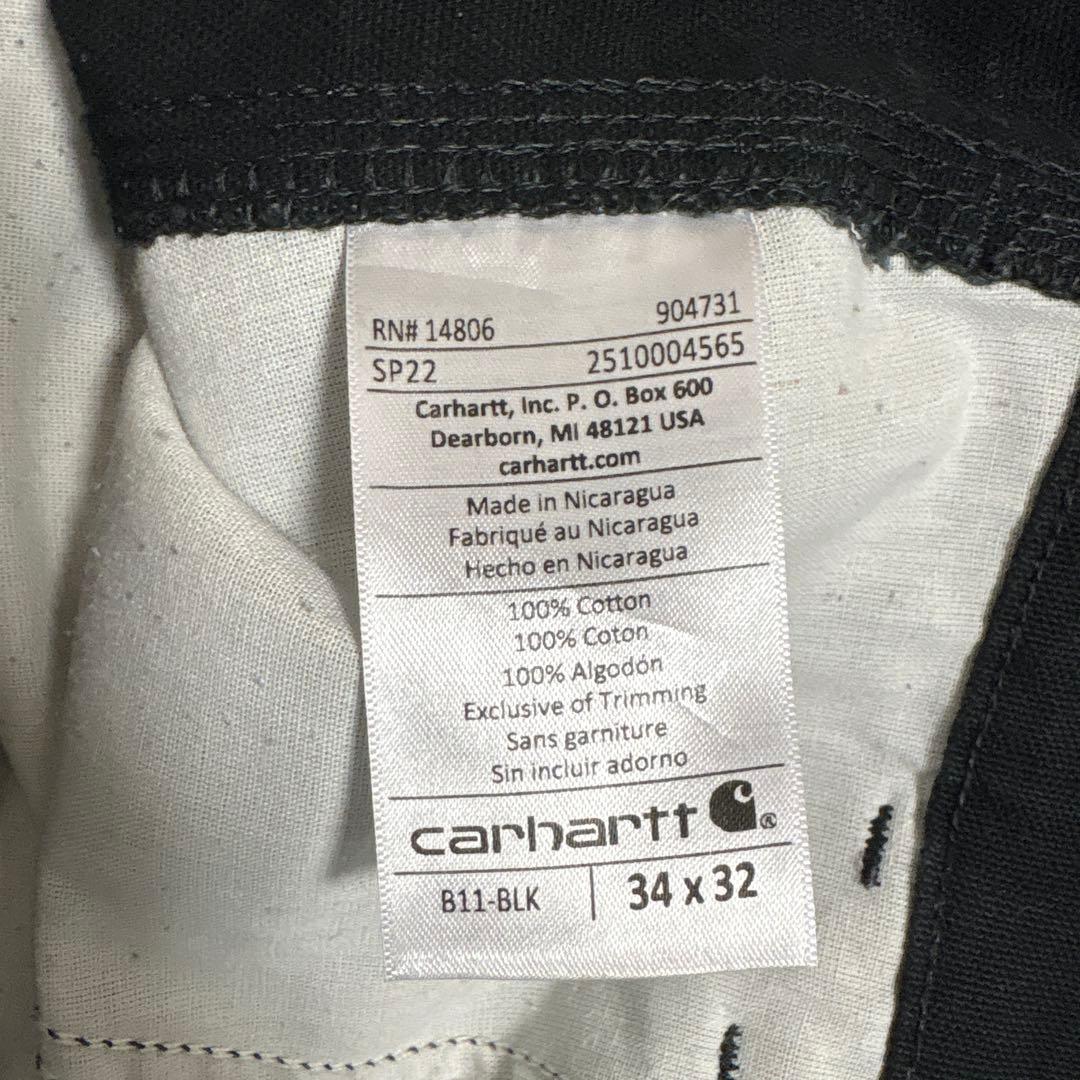 RN# 14806 904731
SP22 2510004565
Carhartt, Inc. P. O. Box 600
Dearborn, MI 48121 USA
carhartt.com
Made in Nicaragua
Fabriqué au Nicaragua
Hecho en Nicaragua
100% Cotton
100% Coton
100% Algodón
Exclusive of Trimming
Sans garniture
Sin incluir adorno
carhartt ®
B11-BLK 34 x 32